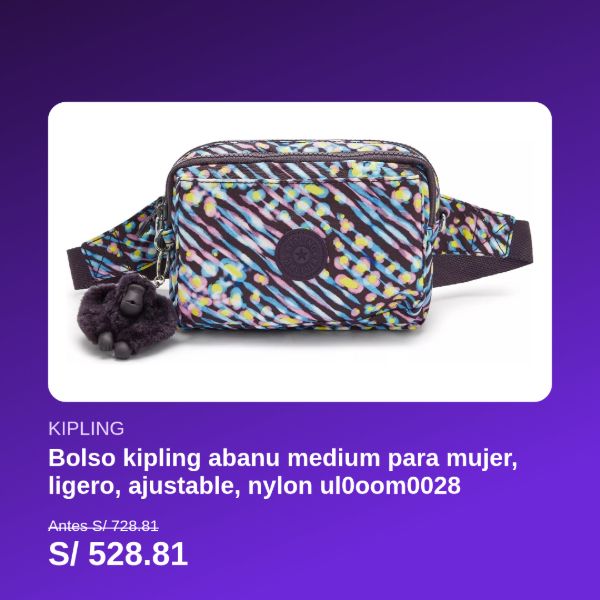 KIPLING
Bolso kipling abanu medium para mujer,
ligero, ajustable, nylon ul0oom0028
Antes S/ 728.81
S/ 528.81